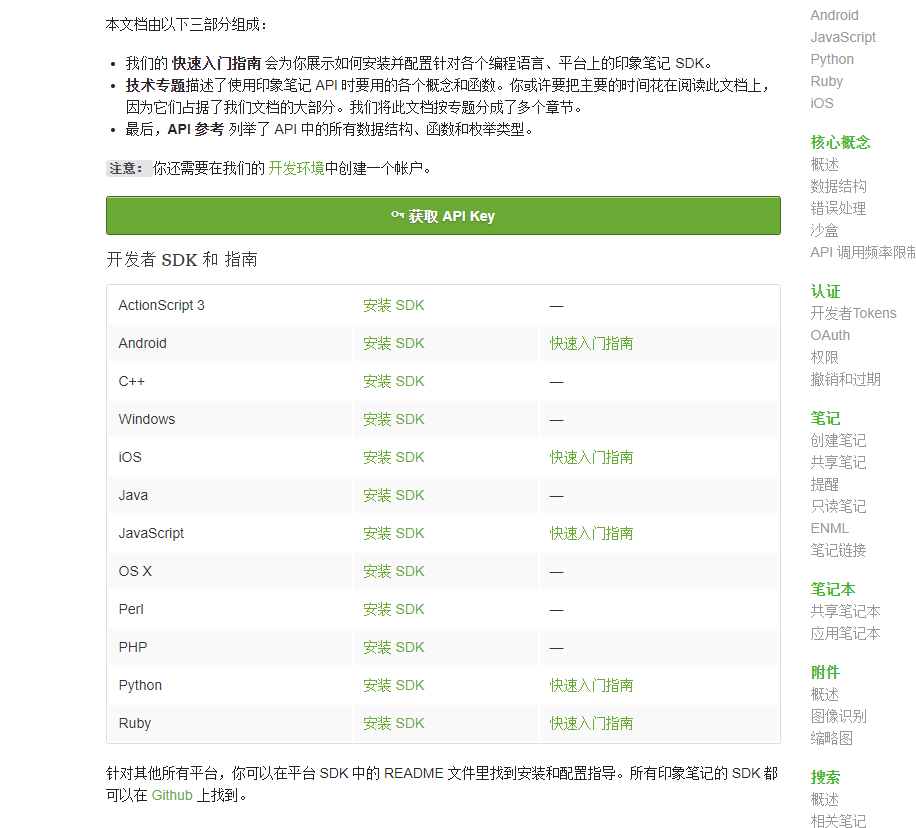 本文档由以下三部分组成：
我们的 快速入门指南 会为你展示如何安装并配置针对各个编程语言、平台上的印象笔记 SDK。
技术专题描述了使用印象笔记 API 时要用的各个概念和函数。你或许要把主要的时间花在阅读此文档上，
因为它们占据了我们文档的大部分。我们将此文档按专题分成了多个章节。
最后，API 参考 列举了 API 中的所有数据结构、函数和枚举类型。
注意： 你还需要在我们的 开发环境中创建一个帐户。
获取 API Key
开发者 SDK 和 指南
ActionScript 3 安装 SDK —
Android 安装 SDK 快速入门指南
C++ 安装 SDK —
Windows 安装 SDK —
iOS 安装 SDK 快速入门指南
Java 安装 SDK —
JavaScript 安装 SDK 快速入门指南
OS X 安装 SDK —
Perl 安装 SDK —
PHP 安装 SDK —
Python 安装 SDK 快速入门指南
Ruby 安装 SDK 快速入门指南
针对其他所有平台，你可以在平台 SDK 中的 README 文件里找到安装和配置指导。所有印象笔记的 SDK 都
可以在 Github 上找到。
Android
JavaScript
Python
Ruby
iOS
核心概念
概述
数据结构
错误处理
沙盒
API 调用频率限制
认证
开发者Tokens
OAuth
权限
撤销和过期
笔记
创建笔记
共享笔记
提醒
只读笔记
ENML
笔记链接
笔记本
共享笔记本
应用笔记本
附件
概述
图像识别
缩略图
搜索
概述
相关笔记